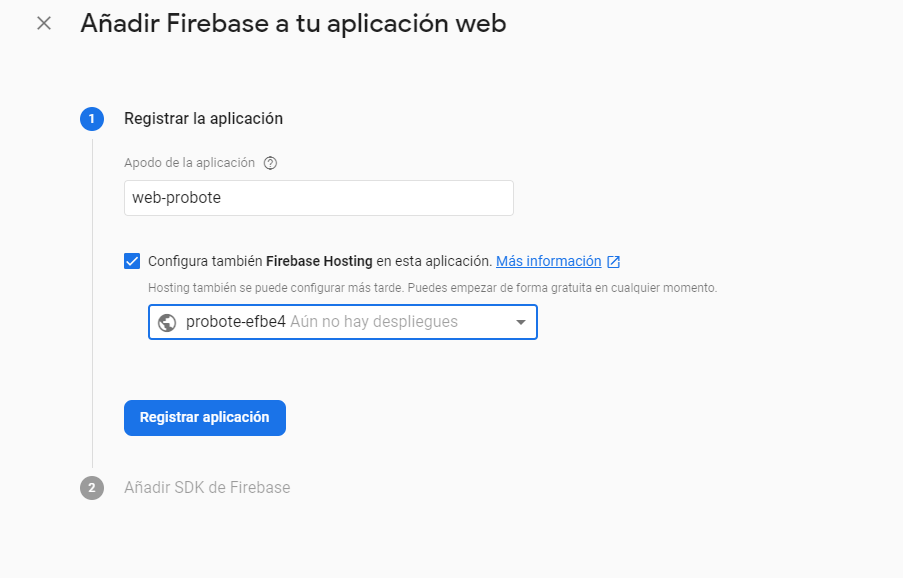 Añadir Firebase a tu aplicación web
1 Registrar la aplicación
Apodo de la aplicación ?
web-probote
Configura también Firebase Hosting en esta aplicación. Más información
Hosting también se puede configurar más tarde. Puedes empezar de forma gratuita en cualquier momento.
probote-efbe4 Aún no hay despliegues
Registrar aplicación
2 Añadir SDK de Firebase